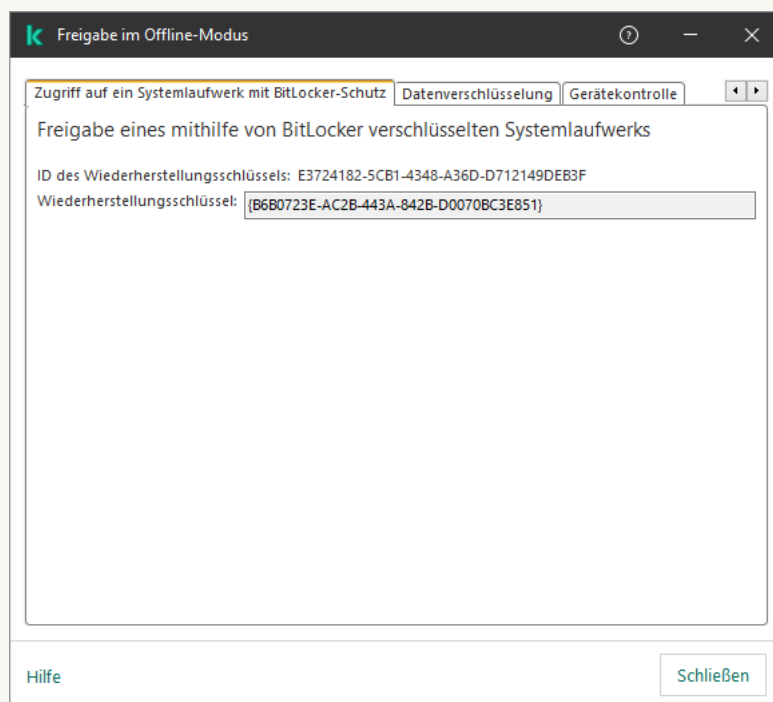 Freigabe im Offline-Modus
Zugriff auf ein Systemlaufwerk mit BitLocker-Schutz Datenverschlüsselung Gerätekontrolle
Freigabe eines mithilfe von BitLocker verschlüsselten Systemlaufwerks
ID des Wiederherstellungsschlüssels: E3724182-5CB1-4348-A36D-D712149DEB3F
Wiederherstellungsschlüssel: {B6B0723E-AC2B-443A-842B-D0070BC3E851}
Hilfe Schließen